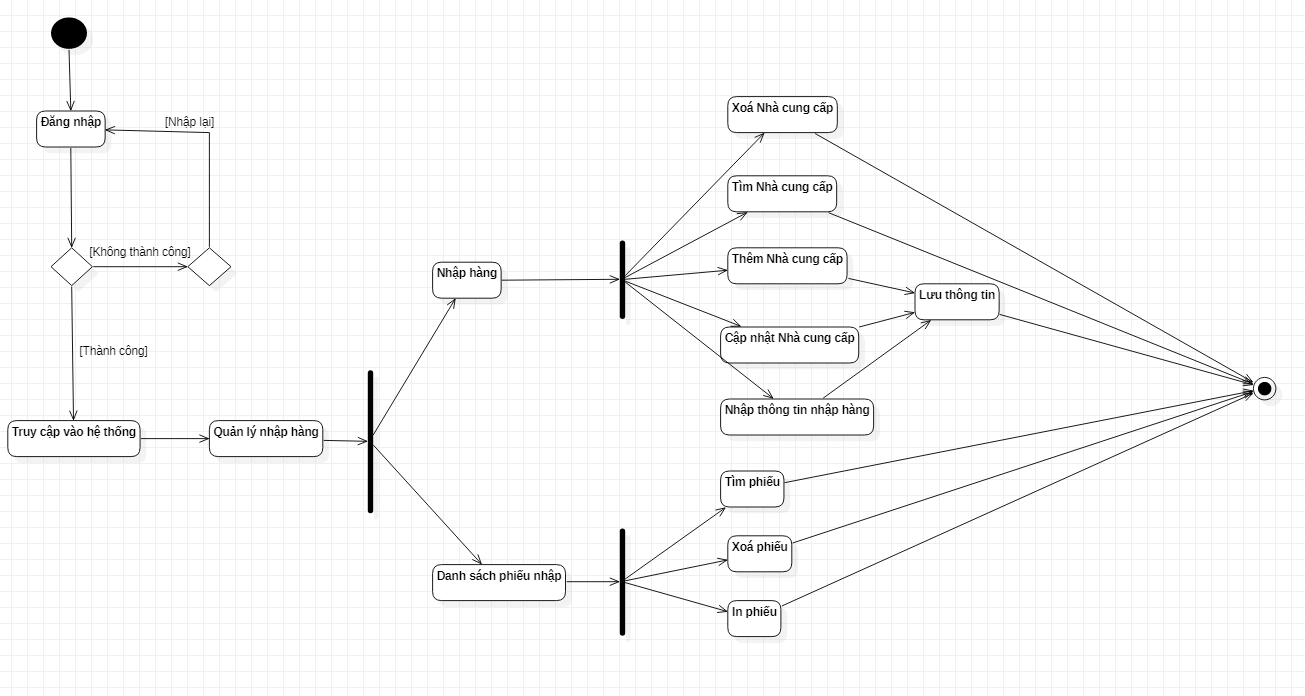 Đăng nhập
[Nhập lại]
[Không thành công]
[Thành công]
Truy cập vào hệ thống
Quản lý nhập hàng
Nhập hàng
Danh sách phiếu nhập
Xoá Nhà cung cấp
Tìm Nhà cung cấp
Thêm Nhà cung cấp
Cập nhật Nhà cung cấp
Nhập thông tin nhập hàng
Lưu thông tin
Tìm phiếu
Xoá phiếu
In phiếu